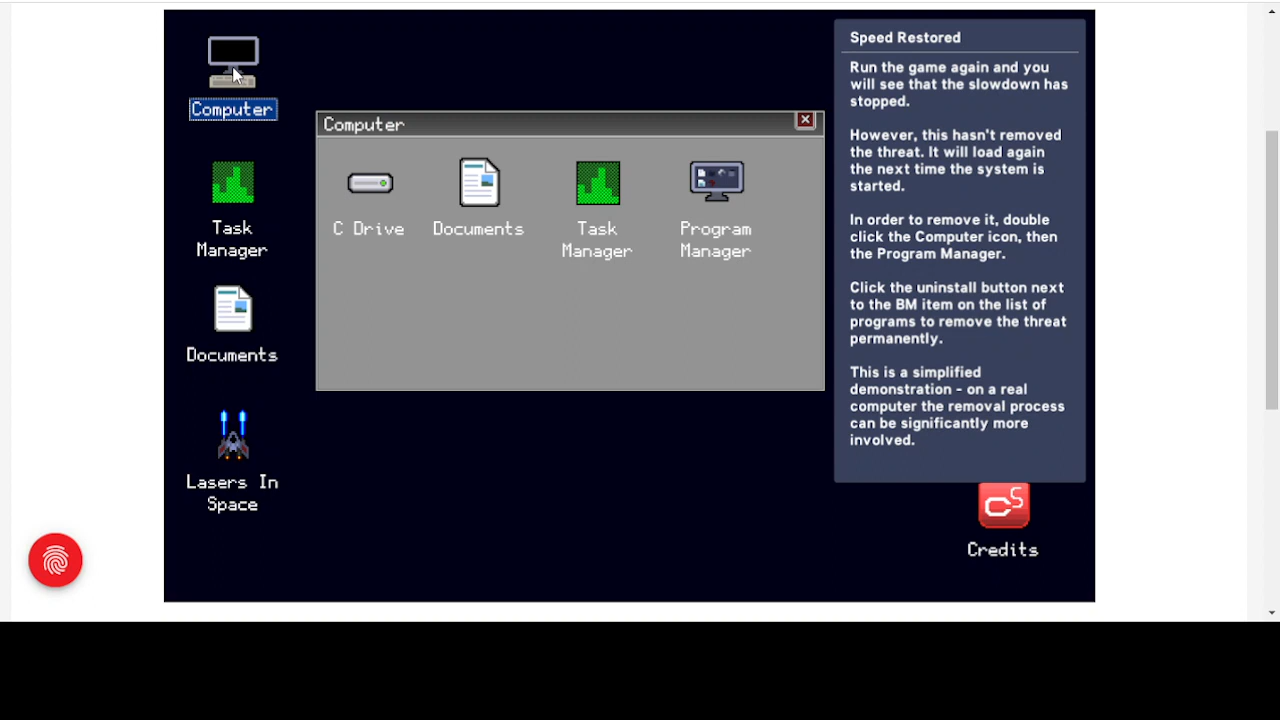 Computer
Task
Manager
Documents
Lasers In
Space
Computer
C Drive
Documents
Task
Manager
Program
Manager
Speed Restored
Run the game again and you
will see that the slowdown has
stopped.
However, this hasn't removed
the threat. It will load again
the next time the system is
started.
In order to remove it, double
click the Computer icon, then
the Program Manager.
Click the uninstall button next
to the BM item on the list of
programs to remove the threat
permanently.
This is a simplified
demonstration - on a real
computer the removal process
can be significantly more
involved.
CS
Credits